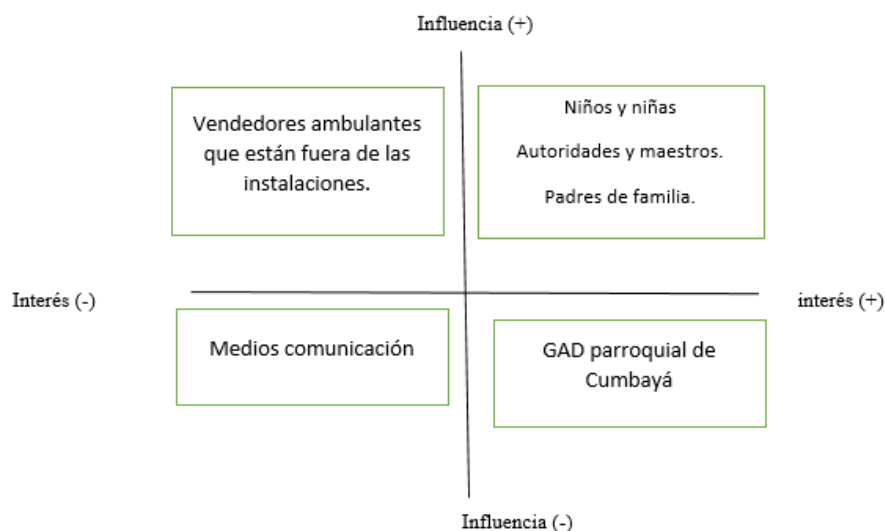 Influencia (+)
Vendedores ambulantes
que están fuera de las
instalaciones.
Niños y niñas
Autoridades y maestros.
Padres de familia.
Interés (-)
interés (+)
Medios comunicación
GAD parroquial de
Cumbayá
Influencia (-)